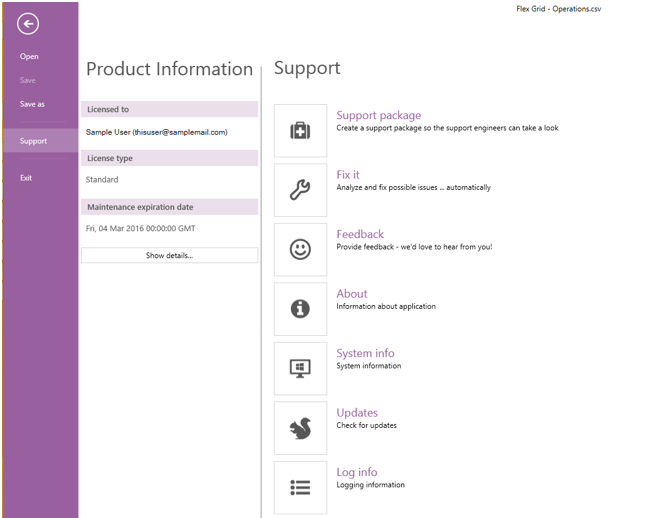 Flex Grid - Operations.csv
Open
Save
Save as
Support
Exit
Product Information
Licensed to
Sample User (thisuser@samplemail.com)
License type
Standard
Maintenance expiration date
Fri, 04 Mar 2016 00:00:00 GMT
Show details...
Support
Support package
Create a support package so the support engineers can take a look
Fix it
Analyze and fix possible issues ... automatically
Feedback
Provide feedback - we'd love to hear from you!
About
Information about application
System info
System information
Updates
Check for updates
Log info
Logging information